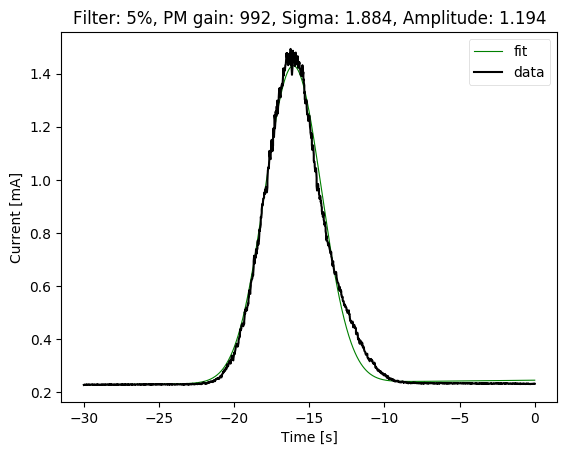 Filter: 5%, PM gain: 992, Sigma: 1.884, Amplitude: 1.194
fit
data
1.4
1.2
1.0
0.8
0.6
0.4
0.2
Current [mA]
−30
−25
−20
−15
−10
−5
0
Time [s]